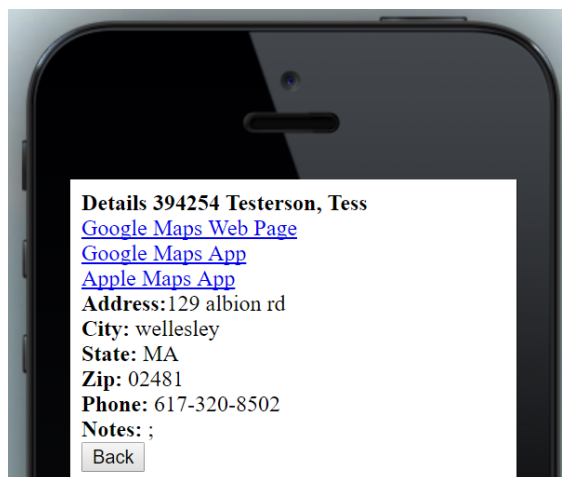 Details 394254 Testerson, Tess
Google Maps Web Page
Google Maps App
Apple Maps App
Address:129 albion rd
City: wellesley
State: MA
Zip: 02481
Phone: 617-320-8502
Notes: ;
Back